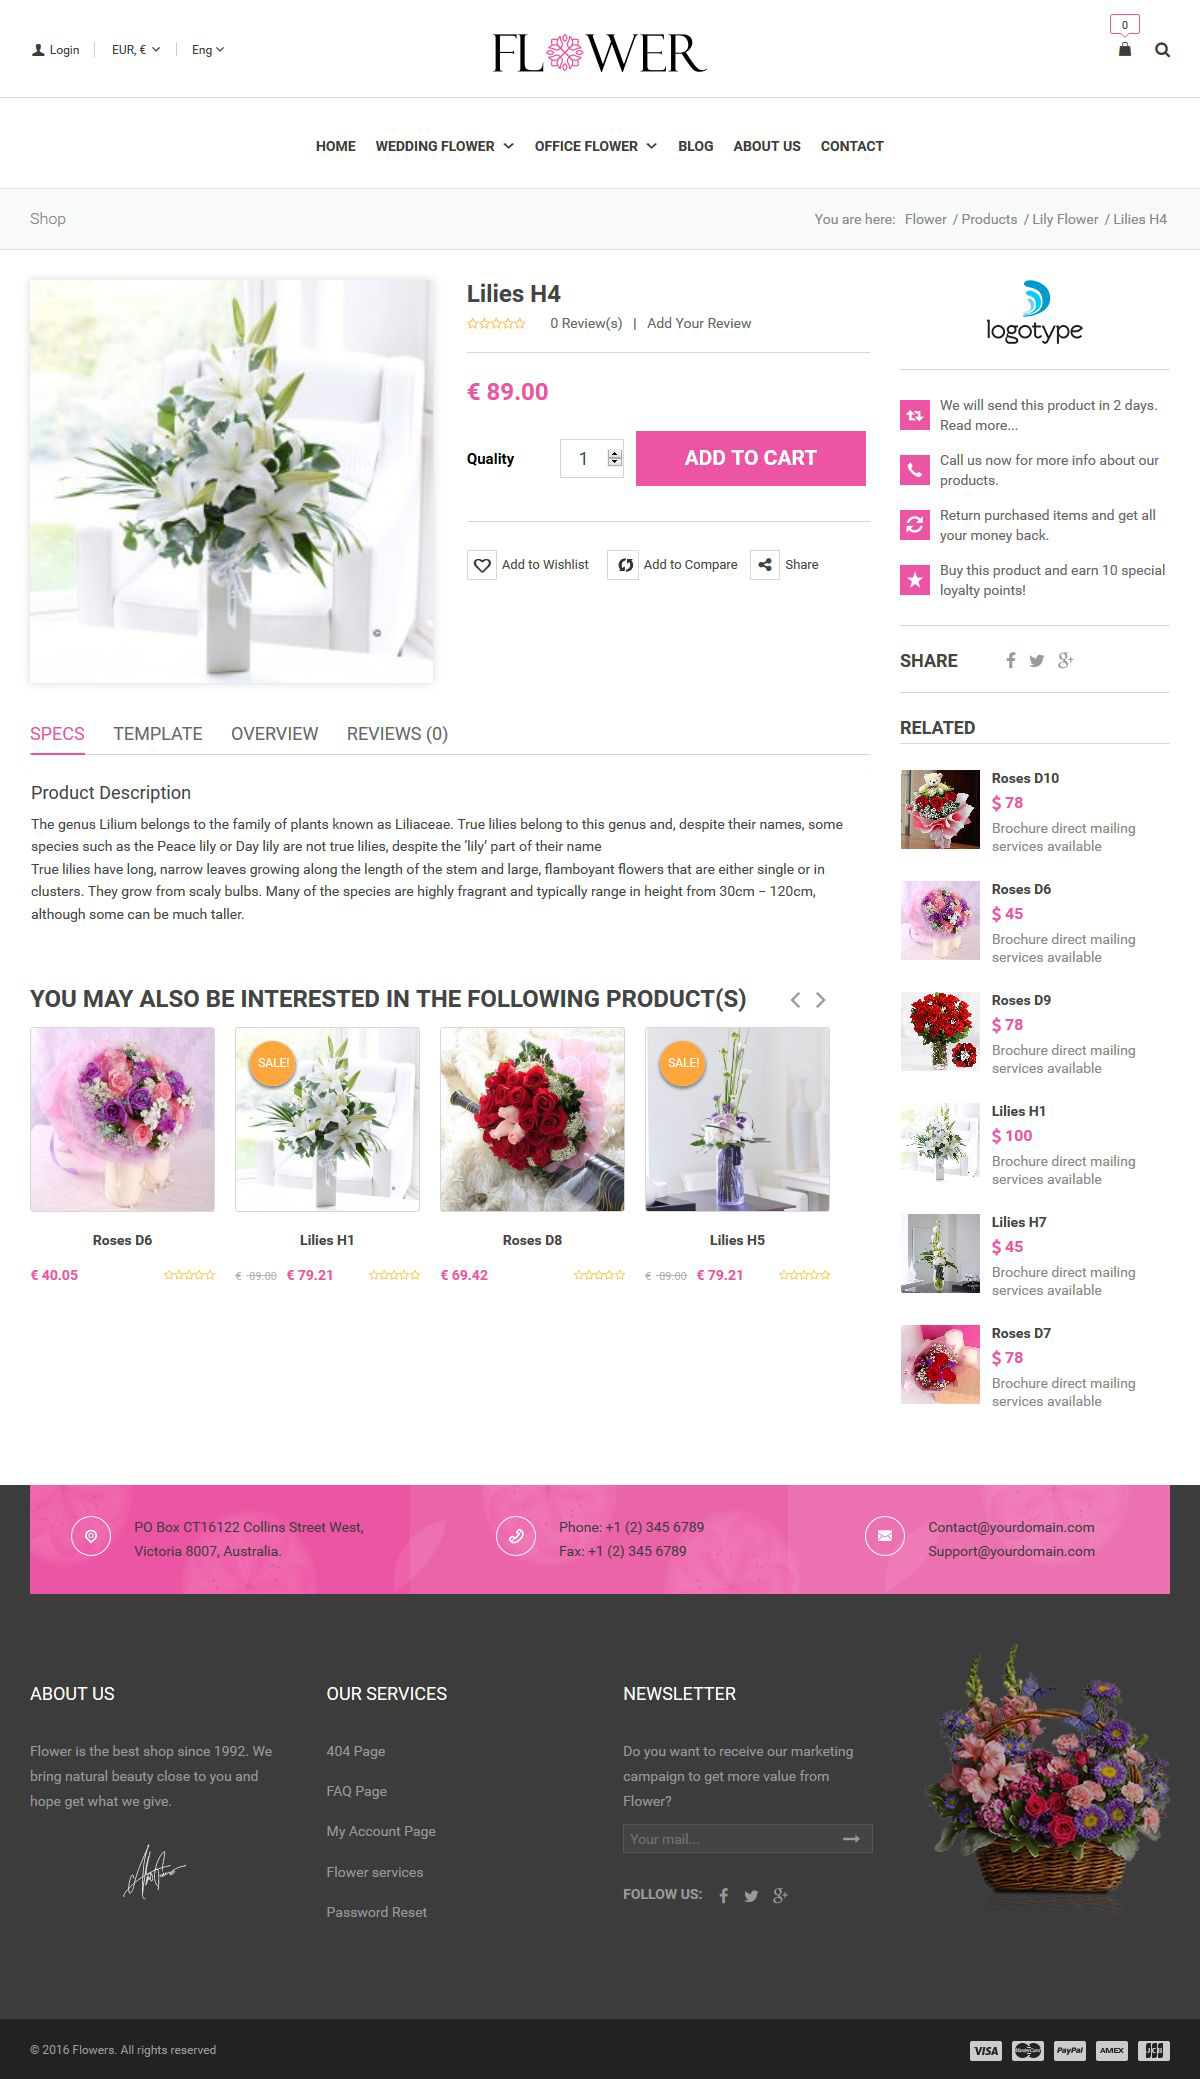 Login
EUR, €
Eng
FLOWER
0
HOME WEDDING FLOWER OFFICE FLOWER BLOG ABOUT US CONTACT
Shop
You are here: Flower / Products / Lily Flower / Lilies H4
Lilies H4
0 Review(s) | Add Your Review
€ 89.00
Quality 1 ADD TO CART
Add to Wishlist Add to Compare Share
logotype
We will send this product in 2 days.
Read more...
Call us now for more info about our
products.
Return purchased items and get all
your money back.
Buy this product and earn 10 special
loyalty points!
SHARE
SPECS TEMPLATE OVERVIEW REVIEWS (0)
Product Description
The genus Lilium belongs to the family of plants known as Liliaceae. True lilies belong to this genus and, despite their names, some
species such as the Peace lily or Day lily are not true lilies, despite the ‘lily’ part of their name
True lilies have long, narrow leaves growing along the length of the stem and large, flamboyant flowers that are either single or in
clusters. They grow from scaly bulbs. Many of the species are highly fragrant and typically range in height from 30cm – 120cm,
although some can be much taller.
YOU MAY ALSO BE INTERESTED IN THE FOLLOWING PRODUCT(S)
Roses D6
€ 40.05
SALE!
Lilies H1
€ 89.00 € 79.21
Roses D8
€ 69.42
SALE!
Lilies H5
€ 89.00 € 79.21
RELATED
Roses D10
$ 78
Brochure direct mailing
services available
Roses D6
$ 45
Brochure direct mailing
services available
Roses D9
$ 78
Brochure direct mailing
services available
Lilies H1
$ 100
Brochure direct mailing
services available
Lilies H7
$ 45
Brochure direct mailing
services available
Roses D7
$ 78
Brochure direct mailing
services available
PO Box CT16122 Collins Street West,
Victoria 8007, Australia.
Phone: +1 (2) 345 6789
Fax: +1 (2) 345 6789
Contact@yourdomain.com
Support@yourdomain.com
ABOUT US
Flower is the best shop since 1992. We
bring natural beauty close to you and
hope get what we give.
OUR SERVICES
404 Page
FAQ Page
My Account Page
Flower services
Password Reset
NEWSLETTER
Do you want to receive our marketing
campaign to get more value from
Flower?
Your mail...
FOLLOW US:
© 2016 Flowers. All rights reserved
VISA MasterCard PayPal AMEX JCB